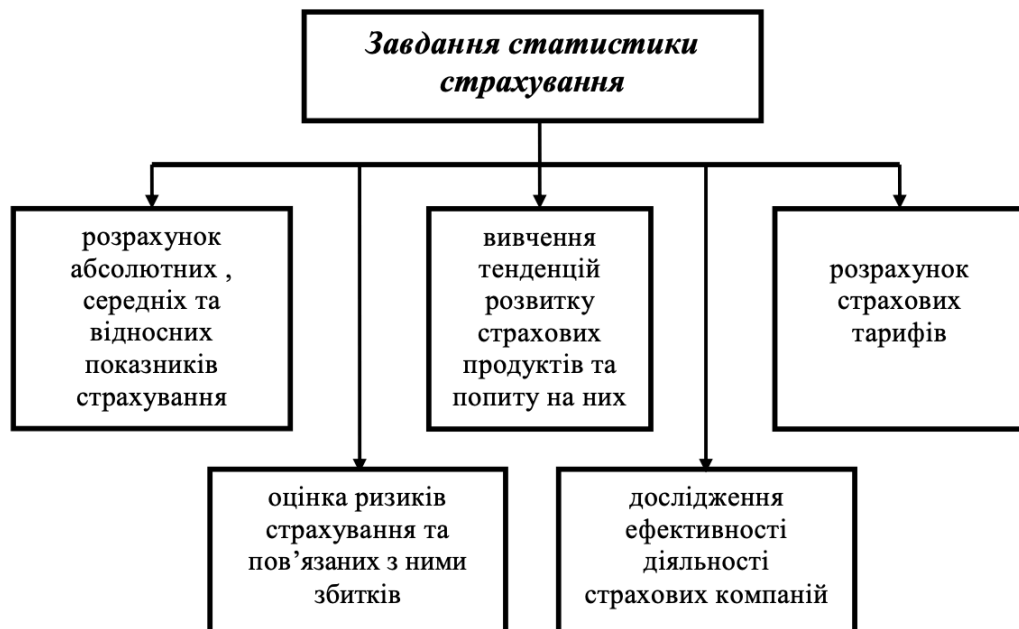 Завдання статистики
страхування
розрахунок
абсолютних ,
середніх та
відносних
показників
страхування
вивчення
тенденцій
розвитку
страхових
продуктів та
попиту на них
розрахунок
страхових
тарифів
оцінка ризиків
страхування та
пов’язаних з ними
збитків
дослідження
ефективності
діяльності
страхових компаній